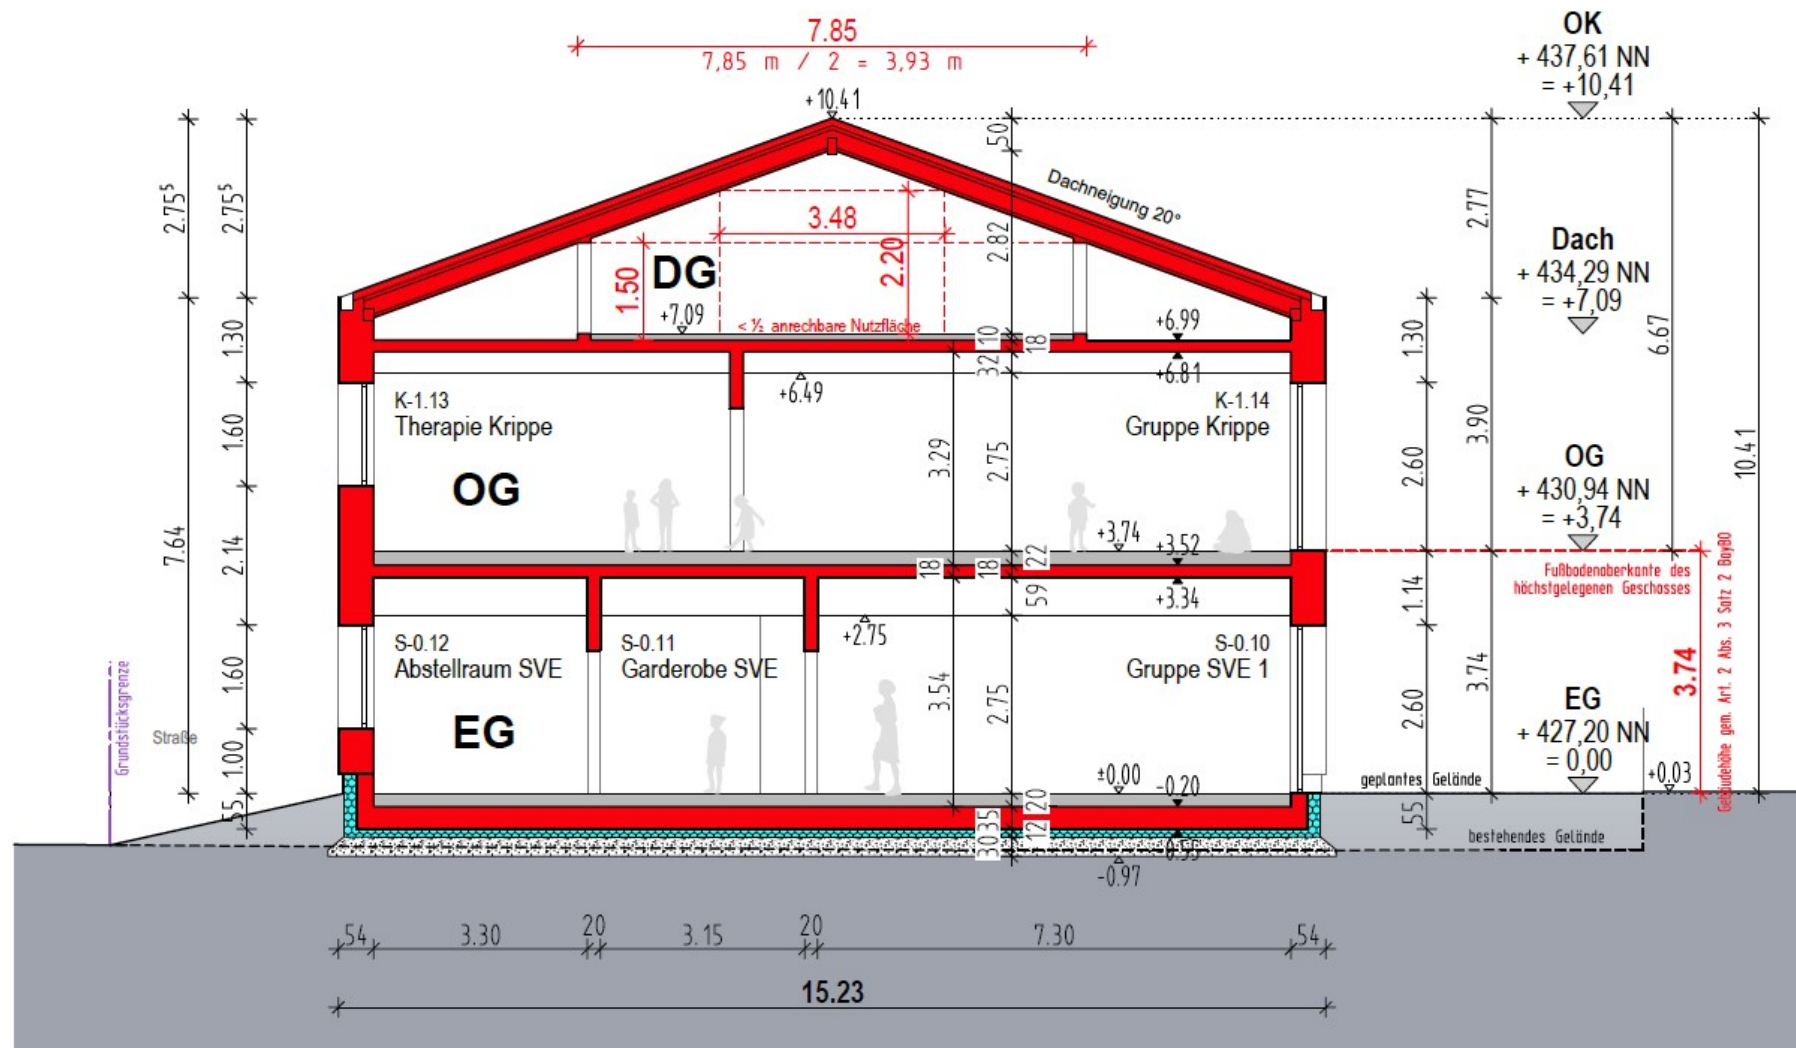 7.85
7,85 m / 2 = 3,93 m
OK
+ 437,61 NN
= +10,41
+10.41
50
Dachneigung 20°
2.75⁵
2.75⁵
3.48
2.82
2.77
2.20
1.50
DG
+7.09
< ½ anrechbare Nutzfläche
Dach
+ 434,29 NN
= +7,09
+6.99
10
18
32
+6.81
1.30
1.30
6.67
+6.49
K-1.13
Therapie Krippe
K-1.14
Gruppe Krippe
1.60
3.29
2.75
2.60
3.90
10.41
OG
OG
+ 430,94 NN
= +3,74
7.64
2.14
+3.74
+3.52
22
18
18
59
+3.34
1.14
Fußbodenoberkante des
höchstgelegenen Geschosses
+2.75
S-0.12
Abstellraum SVE
S-0.11
Garderobe SVE
S-0.10
Gruppe SVE 1
1.60
3.54
2.75
2.60
3.74
3.74
Gebäudehöhe gem. Art. 2 Abs. 3 Satz 2 BayBO
EG
EG
+ 427,20 NN
= 0,00
Grundstücksgrenze
Straße
1.00
±0.00
-0.20
geplantes Gelände
+0.03
55
20
35
12
30
55
bestehendes Gelände
-0.97
54
3.30
20
3.15
20
7.30
54
15.23